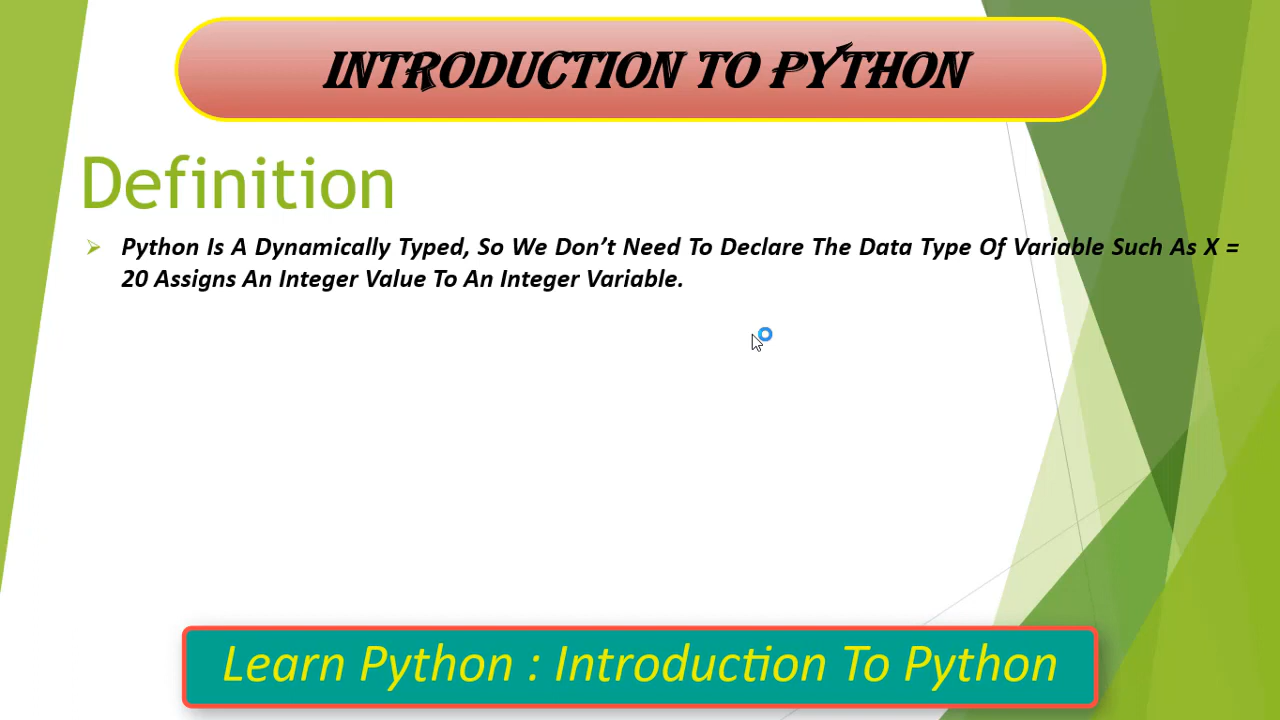 INTRODUCTION TO PYTHON
Definition
Python Is A Dynamically Typed, So We Don’t Need To Declare The Data Type Of Variable Such As X =
20 Assigns An Integer Value To An Integer Variable.
Learn Python : Introduction To Python